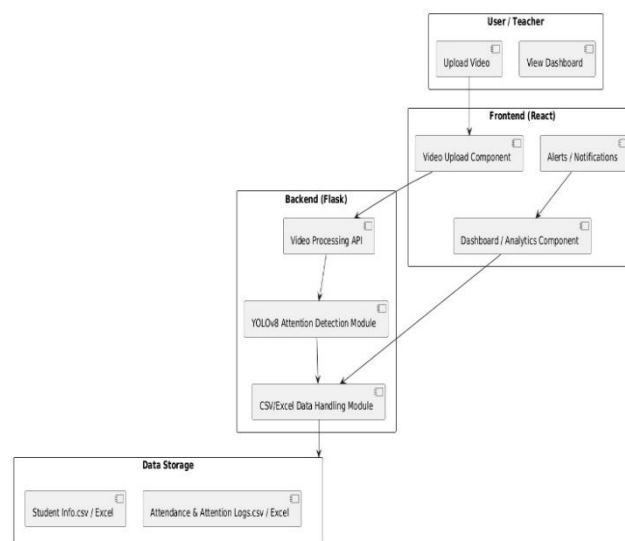 User / Teacher
Upload Video
View Dashboard
Frontend (React)
Video Upload Component
Alerts / Notifications
Backend (Flask)
Video Processing API
Dashboard / Analytics Component
YOLOv8 Attention Detection Module
CSV/Excel Data Handling Module
Data Storage
Student Info.csv / Excel
Attendance & Attention Logs.csv / Excel